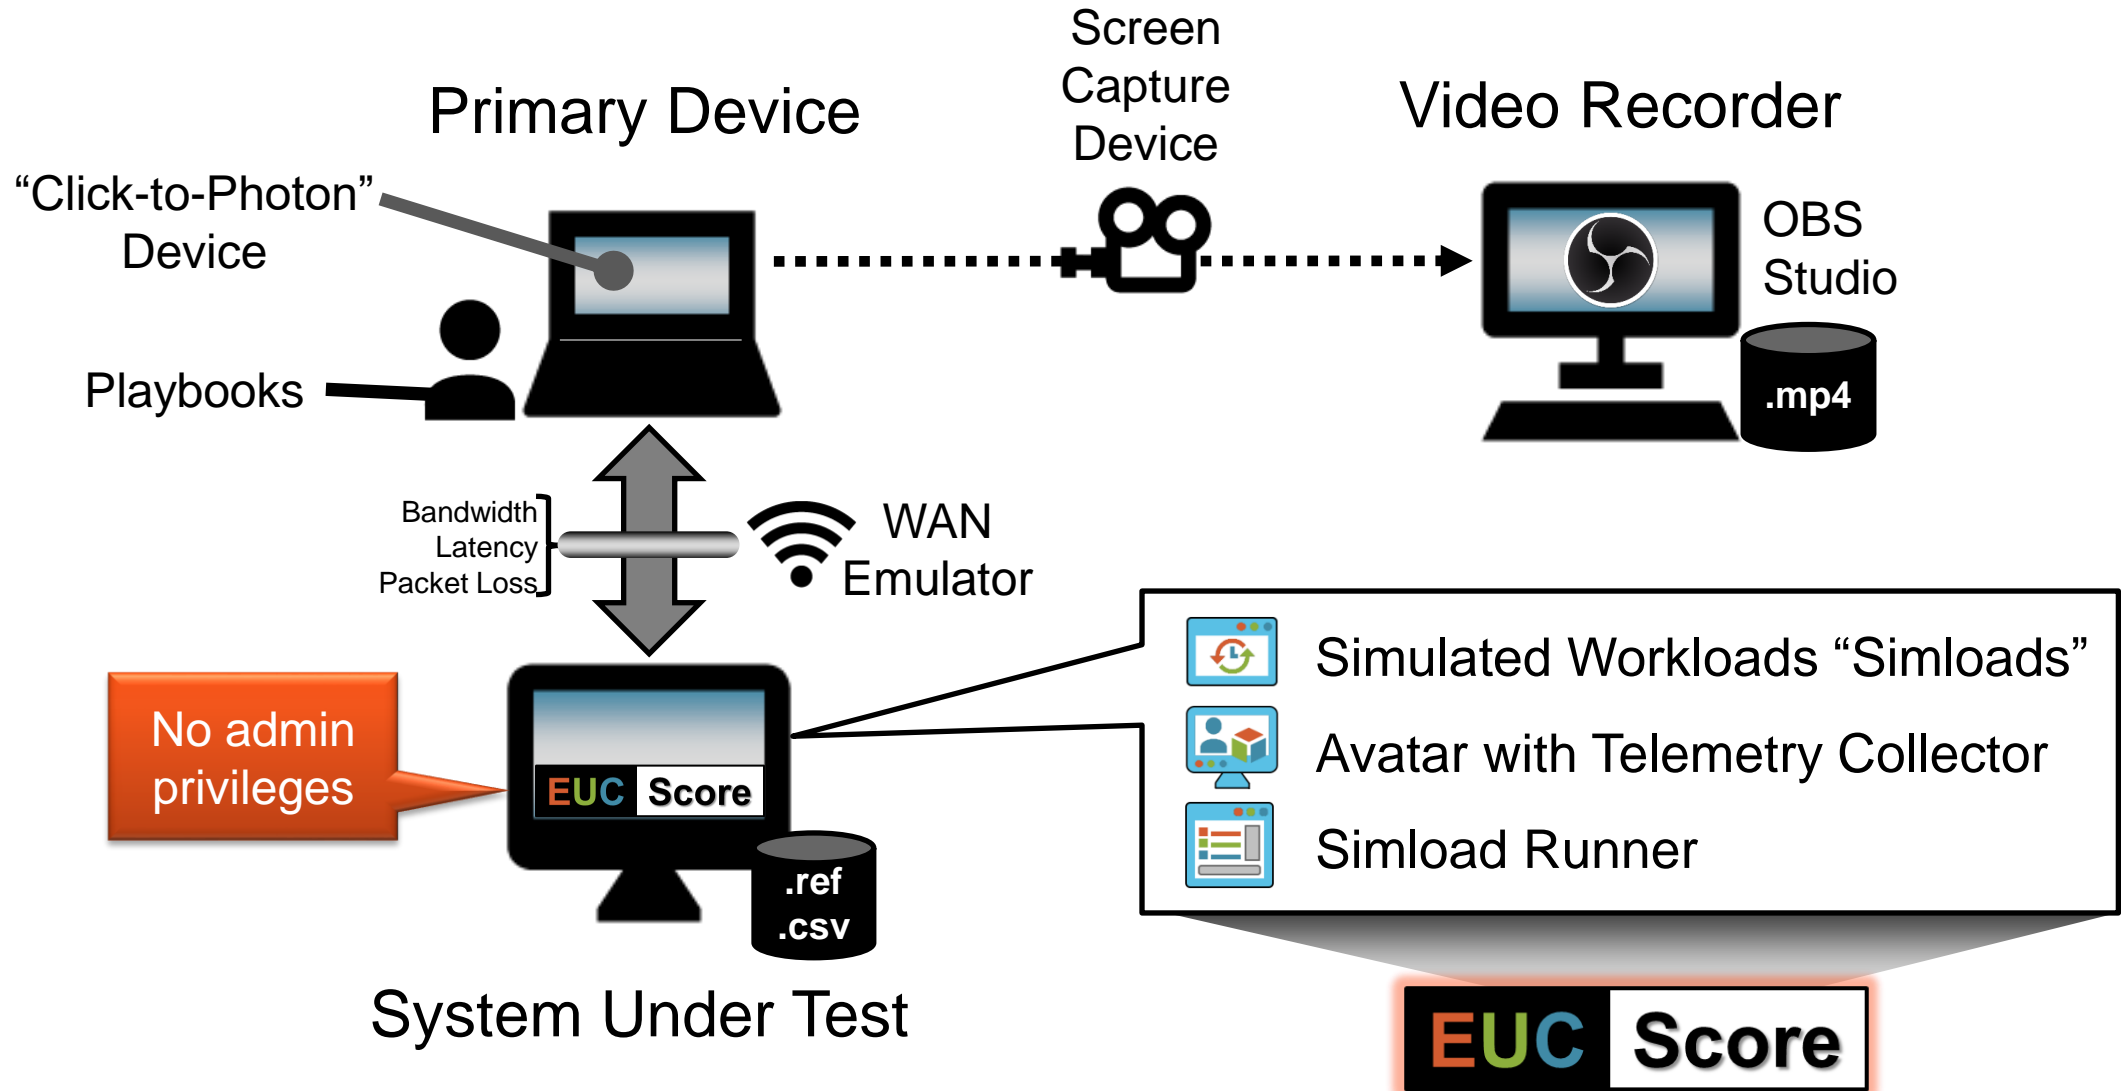 Screen
Capture
Device
Primary Device
Video Recorder
“Click-to-Photon”
Device
OBS
Studio
Playbooks
.mp4
Bandwidth
Latency
Packet Loss
WAN
Emulator
No admin
privileges
EUC Score
.ref
.csv
System Under Test
Simulated Workloads “Simloads”
Avatar with Telemetry Collector
Simload Runner
EUC Score